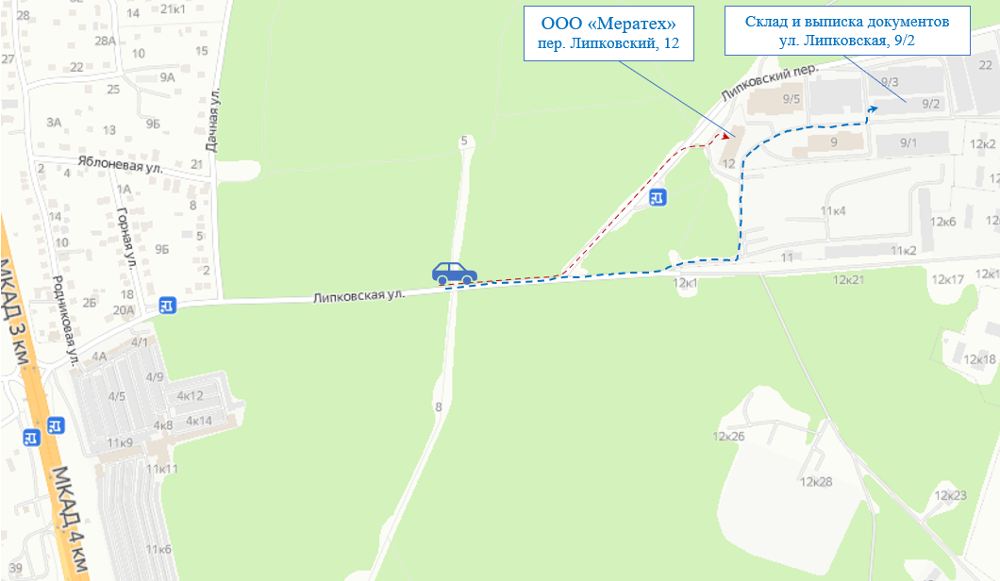 ООО «Мератех»
пер. Липковский, 12
Склад и выписка документов
ул. Липковская, 9/2
28
21к1
14
28А
10
15
27
22
9А
25
3А
13
9Б
Дачная ул.
Яблоневая ул.
21
2
4
1А
8
Горная ул.
14
10
5
9Б
2
Родниковая ул.
2Б
18
20А
МКАД 3 км
Липковская ул.
5
8
Липковский пер.
9/5
9/3
22
9/2
9
9/1
12
12к2
11к4
12к6
12
11
11к2
12к1
12к21
12к17
12к1
12к18
4/1
4А
4/9
4/5
4к12
4к8
4к14
11к9
11к11
МКАД 4 км
11к6
39
12к26
12к28
12к23